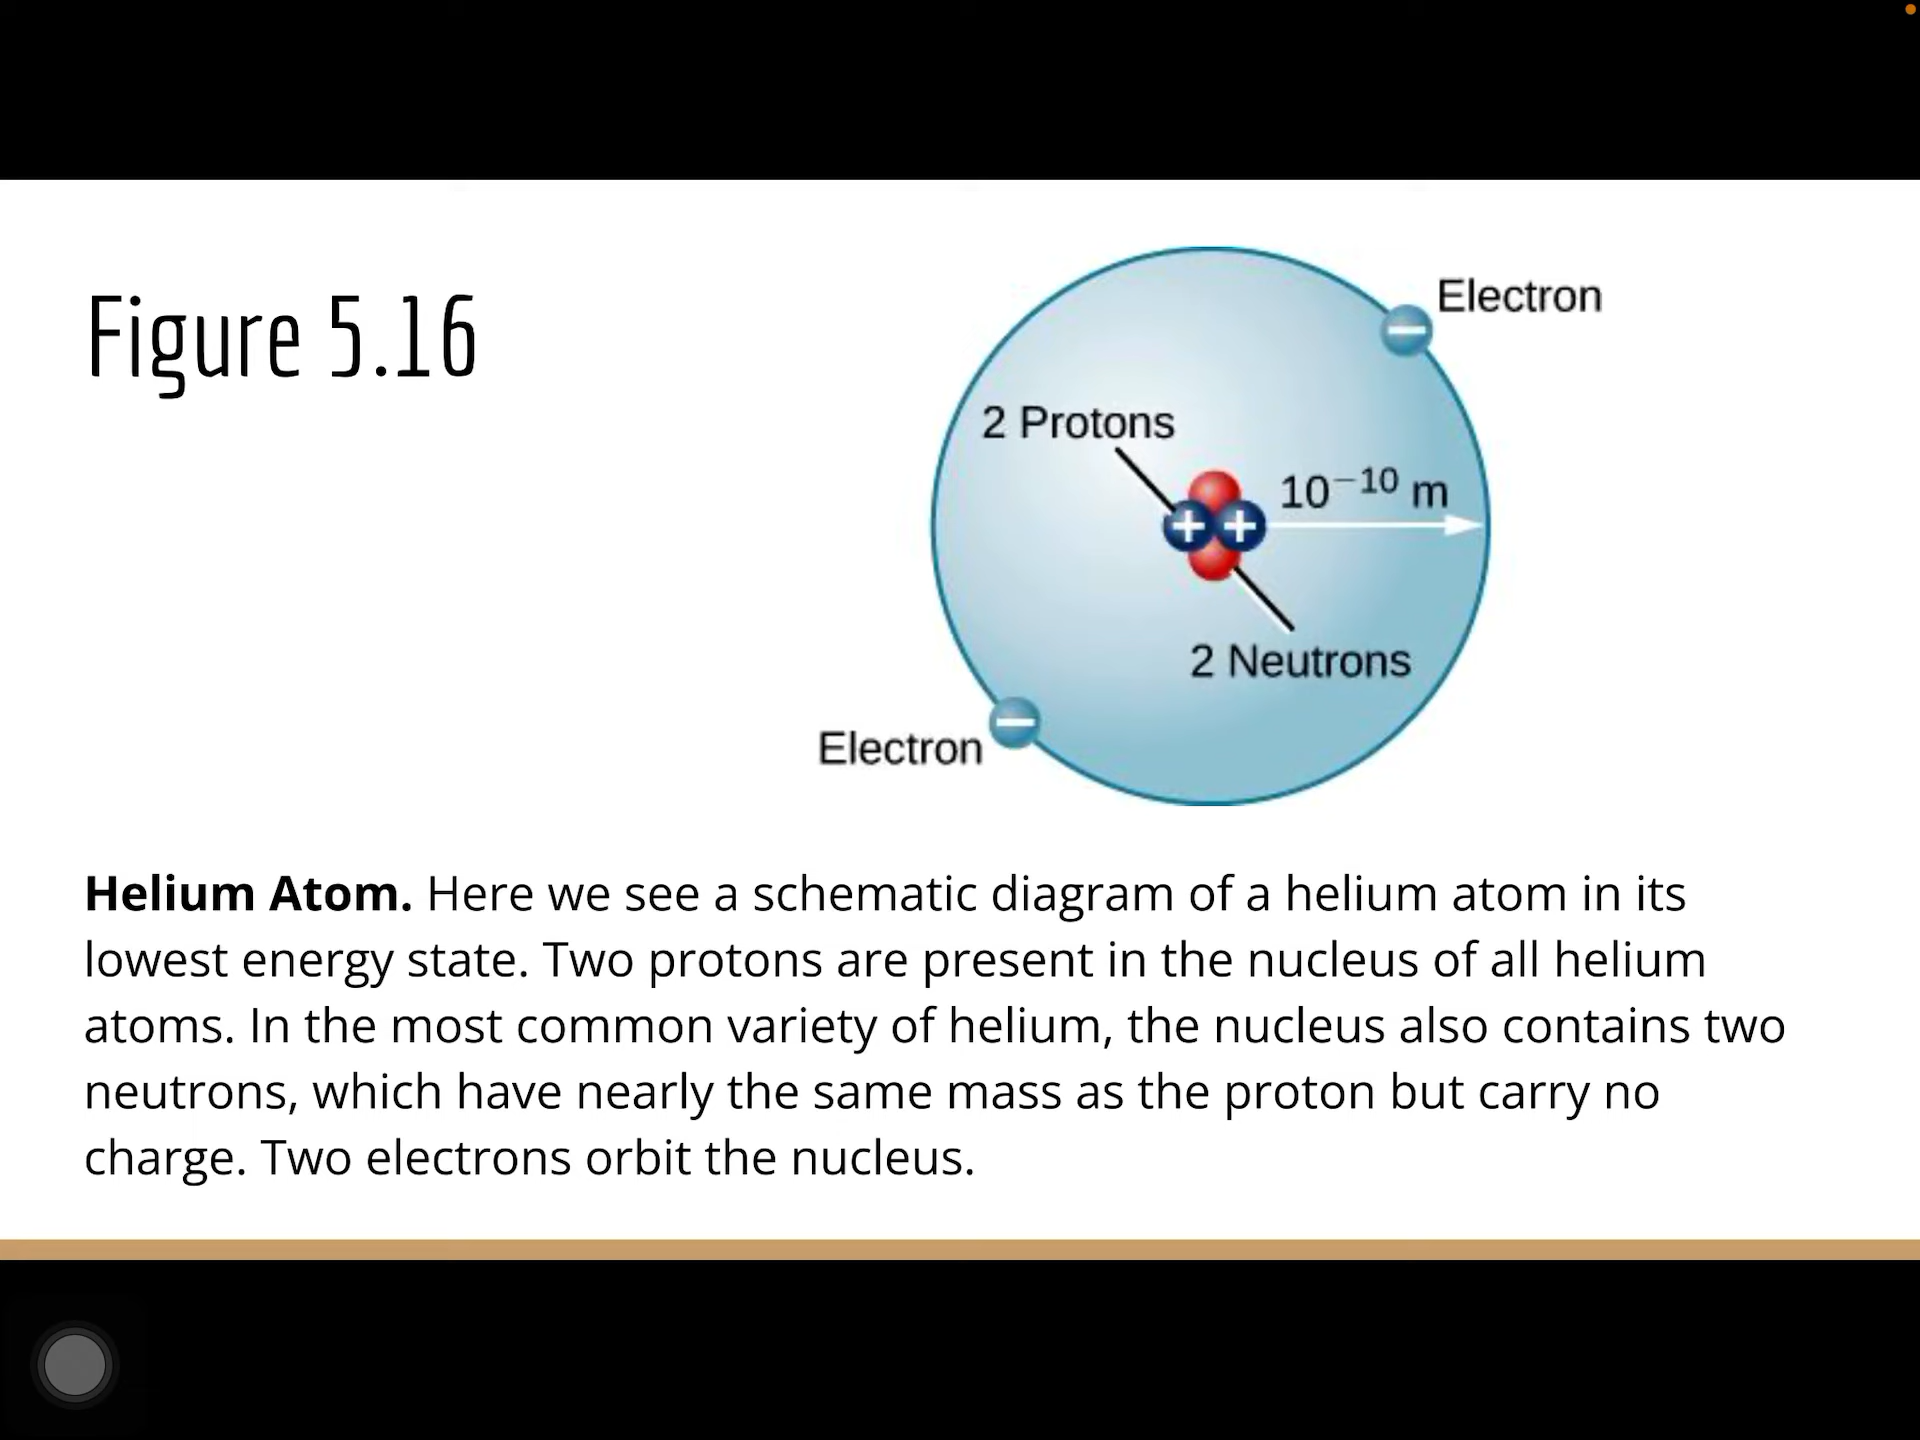 Figure 5.16
Electron
2 Protons
10⁻¹⁰ m
2 Neutrons
Electron
Helium Atom. Here we see a schematic diagram of a helium atom in its
lowest energy state. Two protons are present in the nucleus of all helium
atoms. In the most common variety of helium, the nucleus also contains two
neutrons, which have nearly the same mass as the proton but carry no
charge. Two electrons orbit the nucleus.